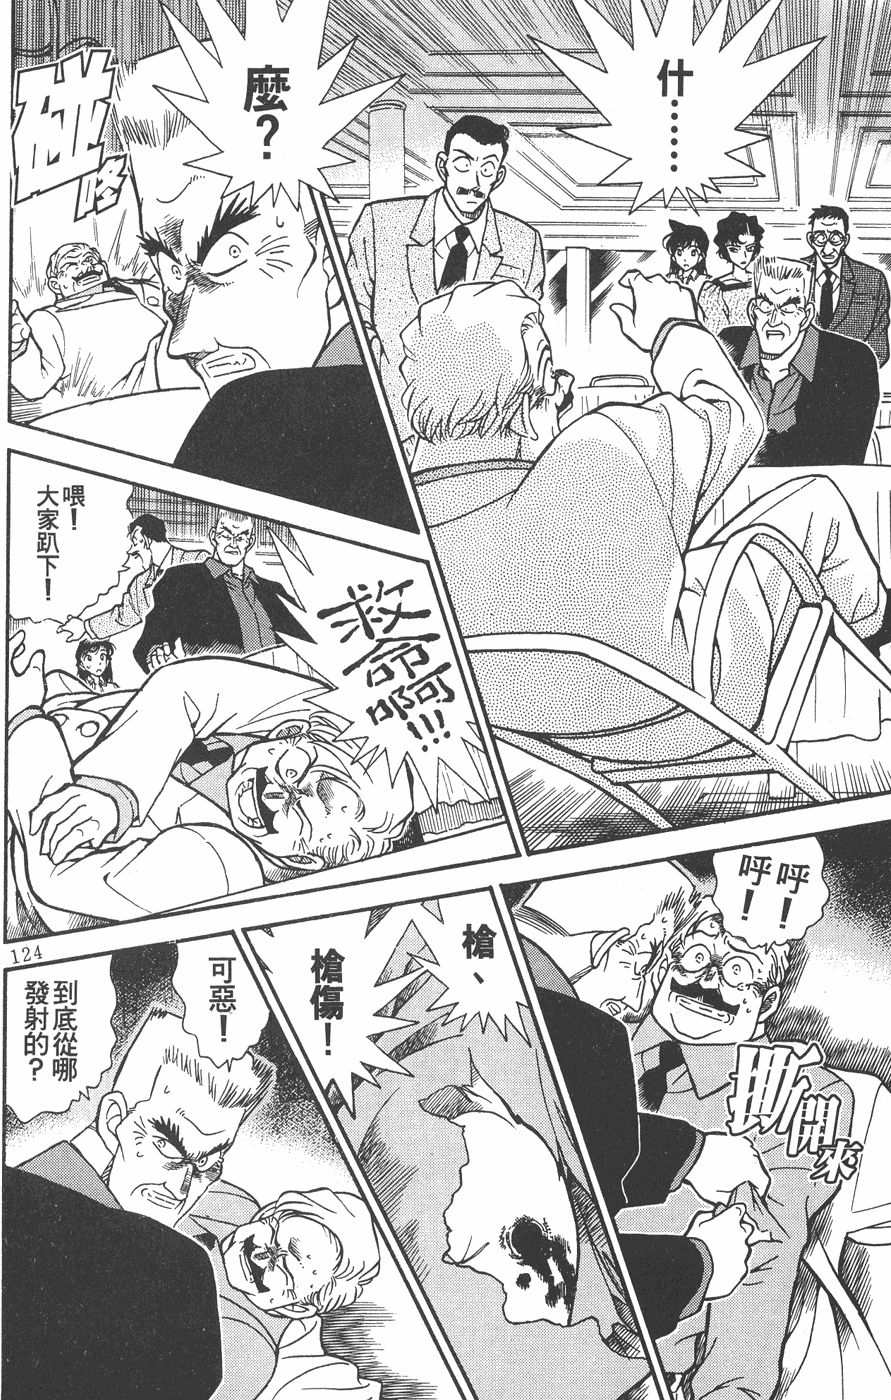 什……
麼？
碰
咚
喂！
大家趴下！
救
命
啊!!!
呼！
呼！
撕
開
來
槍、
槍傷！
可惡！
到底從哪
發射的？
124